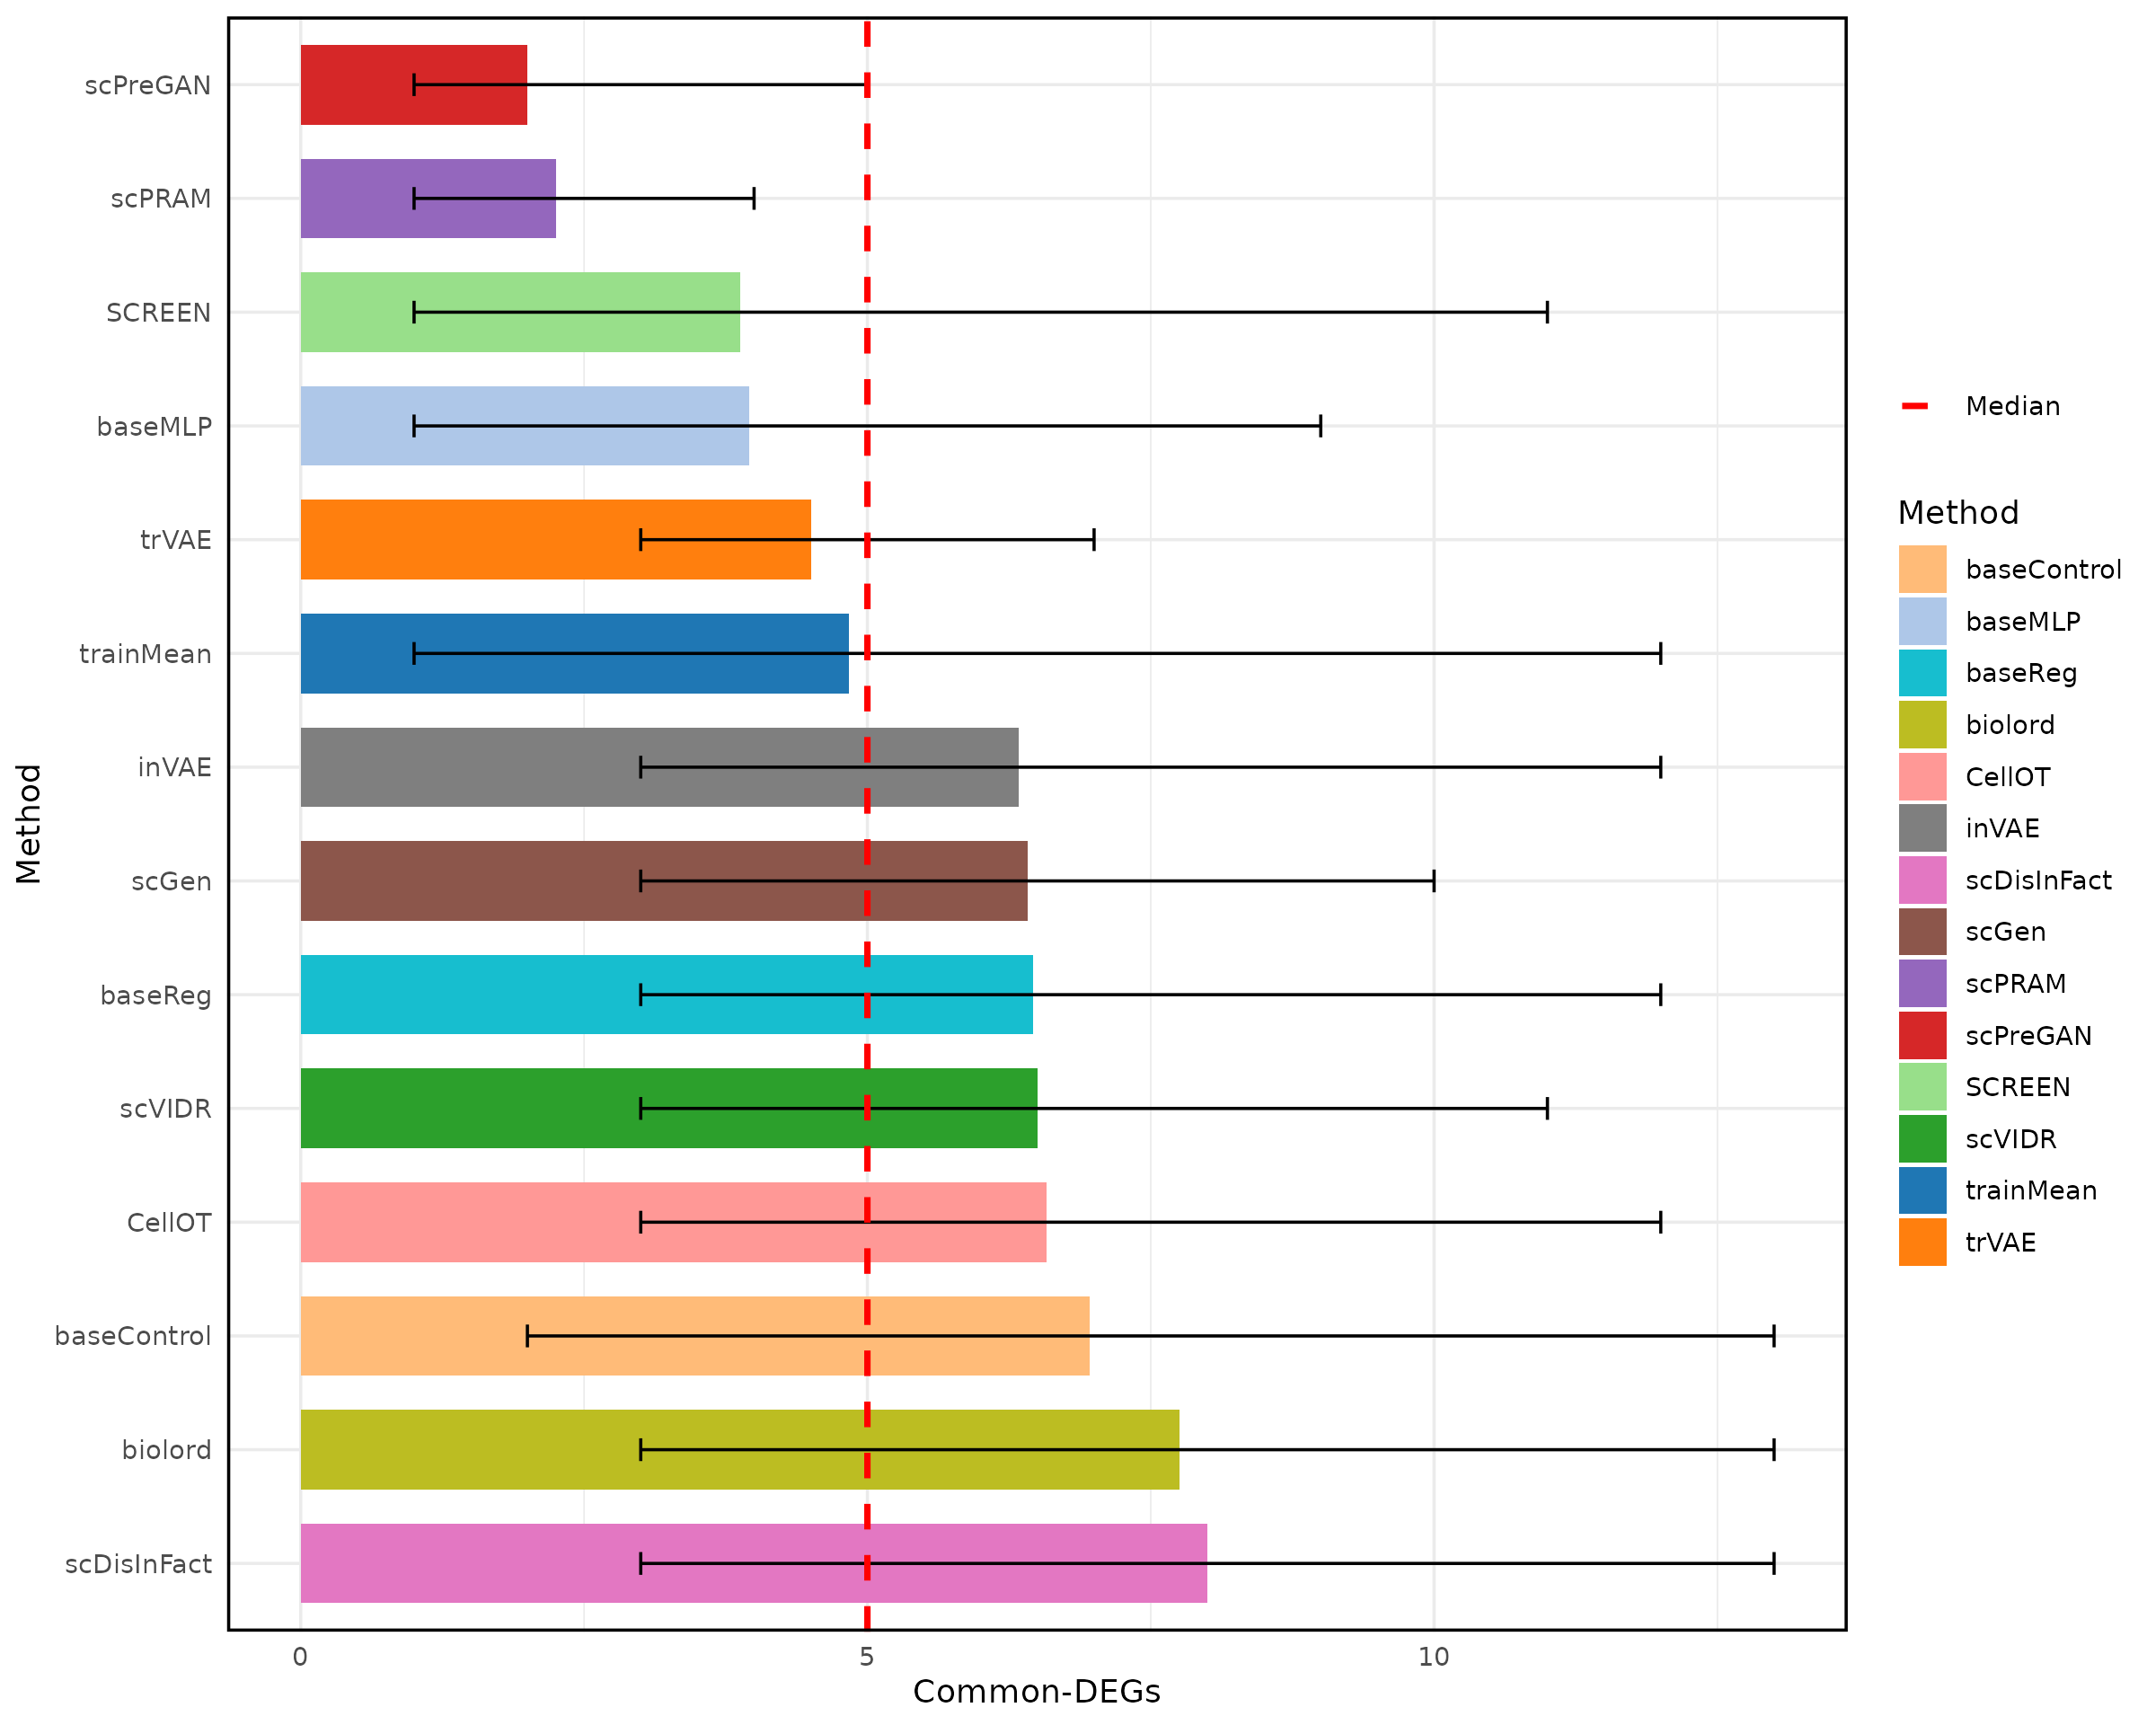 scPreGAN
scPRAM
SCREEN
baseMLP
trVAE
trainMean
inVAE
scGen
baseReg
scVIDR
CellOT
baseControl
biolord
scDisInFact
Method
0
5
10
Common-DEGs
Median
Method
baseControl
baseMLP
baseReg
biolord
CellOT
inVAE
scDisInFact
scGen
scPRAM
scPreGAN
SCREEN
scVIDR
trainMean
trVAE